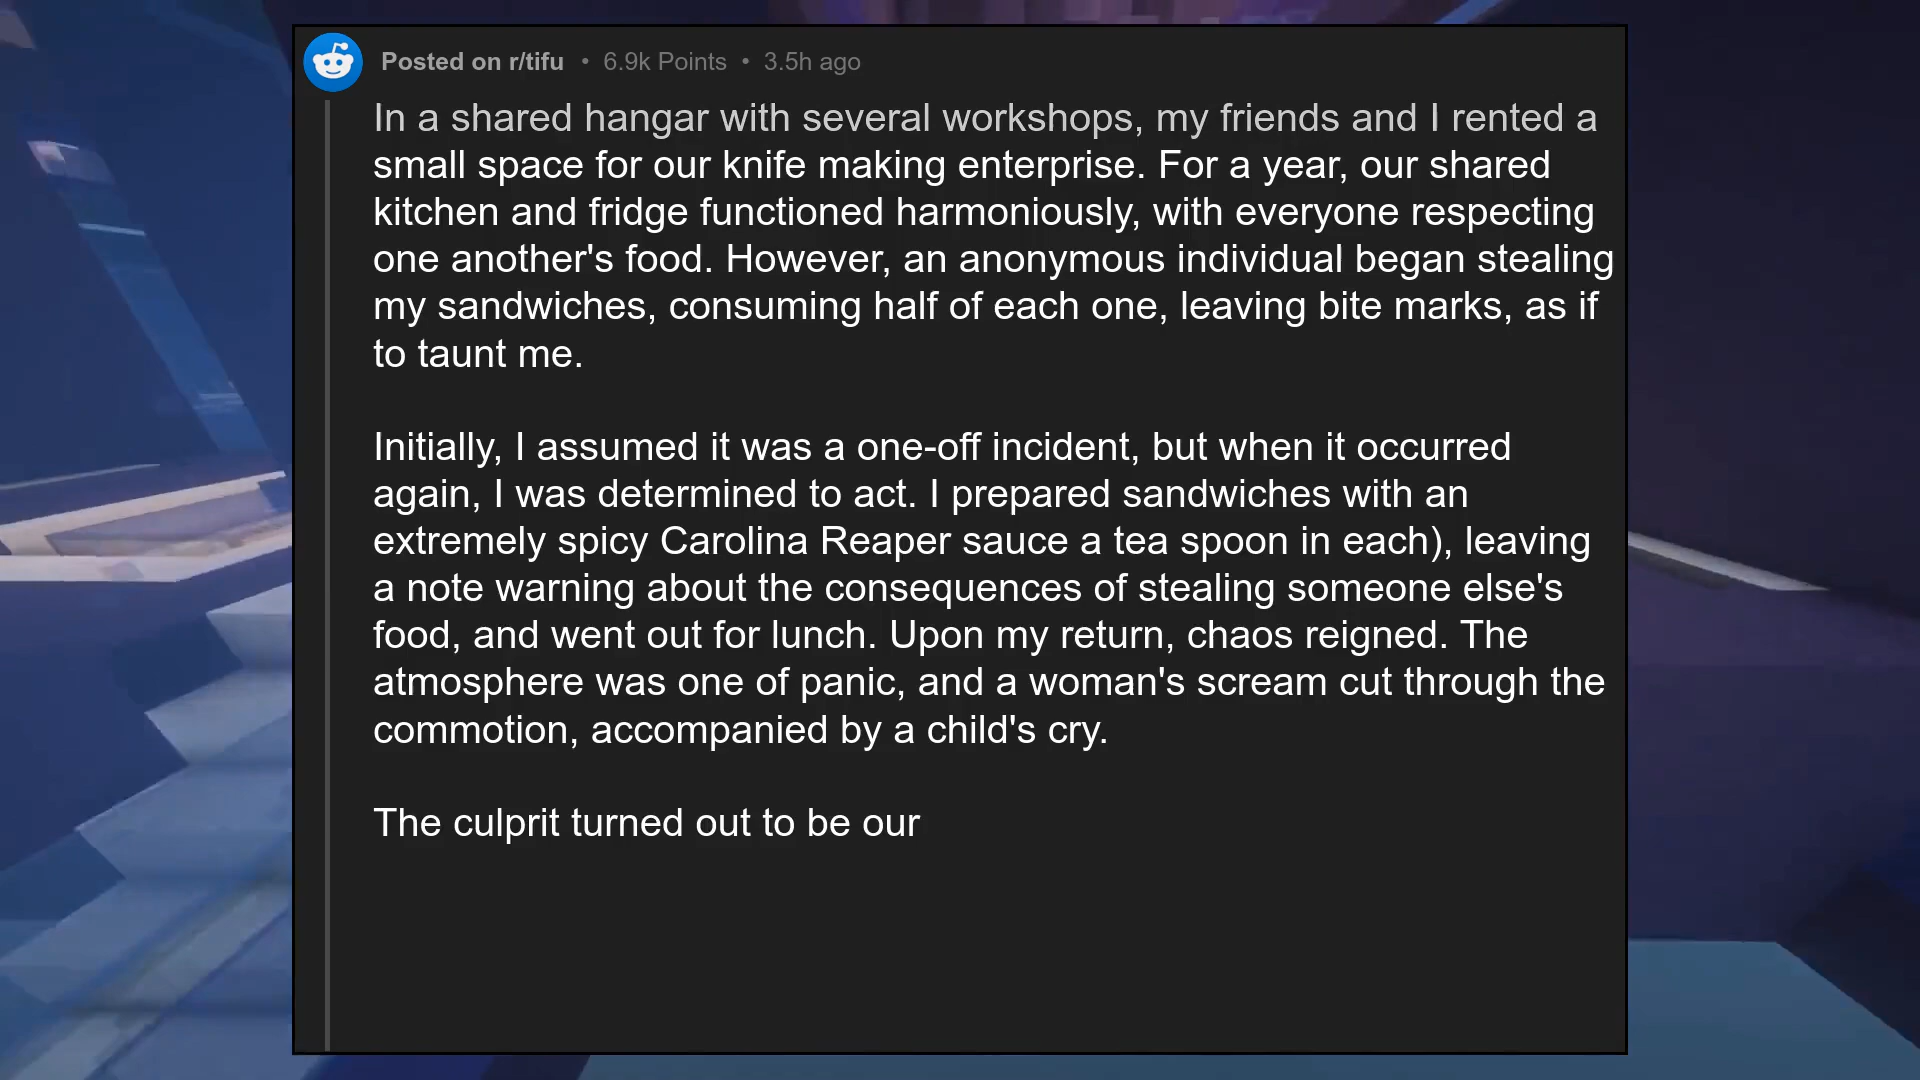 Posted on r/tifu • 6.9k Points • 3.5h ago
In a shared hangar with several workshops, my friends and I rented a
small space for our knife making enterprise. For a year, our shared
kitchen and fridge functioned harmoniously, with everyone respecting
one another's food. However, an anonymous individual began stealing
my sandwiches, consuming half of each one, leaving bite marks, as if
to taunt me.
Initially, I assumed it was a one-off incident, but when it occurred
again, I was determined to act. I prepared sandwiches with an
extremely spicy Carolina Reaper sauce a tea spoon in each), leaving
a note warning about the consequences of stealing someone else's
food, and went out for lunch. Upon my return, chaos reigned. The
atmosphere was one of panic, and a woman's scream cut through the
commotion, accompanied by a child's cry.
The culprit turned out to be our